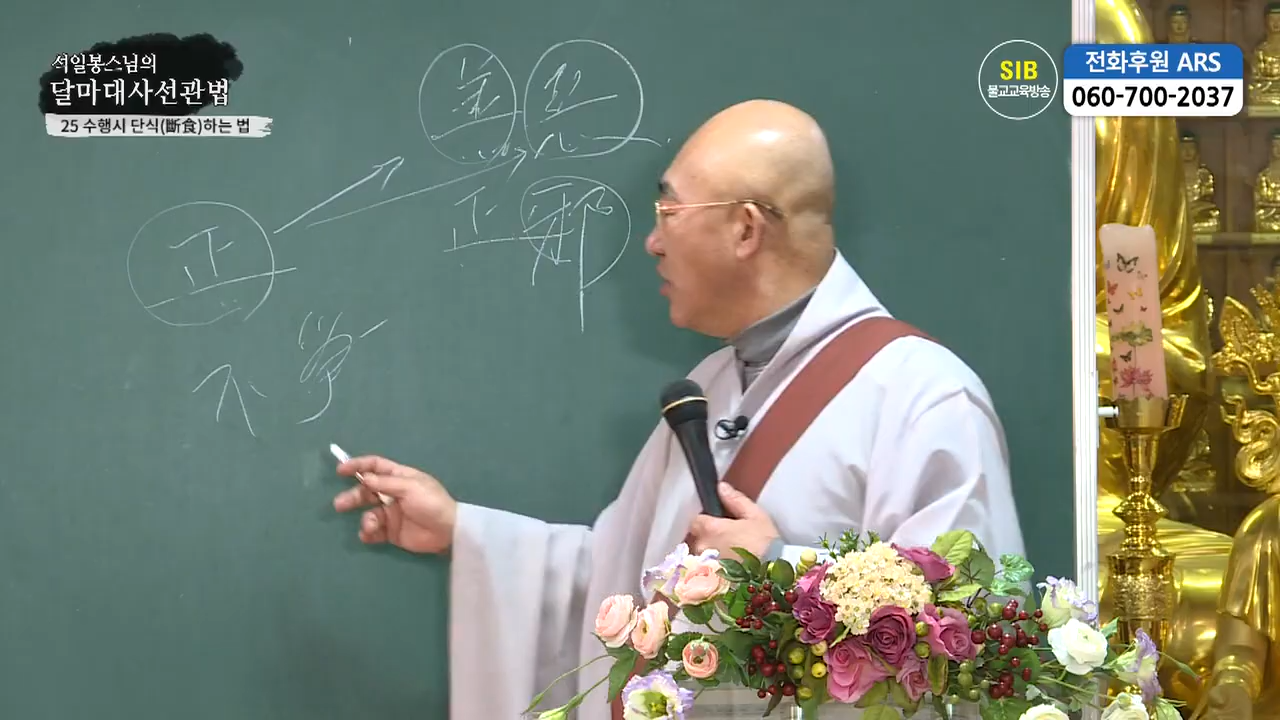 석일봉스님의
달마대사선관법
25 수행시 단식(斷食)하는 법
SIB
불교교육방송
전화후원 ARS
060-700-2037
正
正 邪
不 学